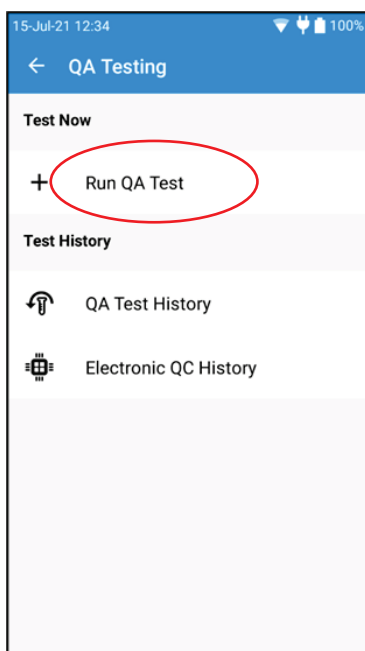 15-Jul-21 12:34 100%
QA Testing
Test Now
Run QA Test
Test History
QA Test History
Electronic QC History